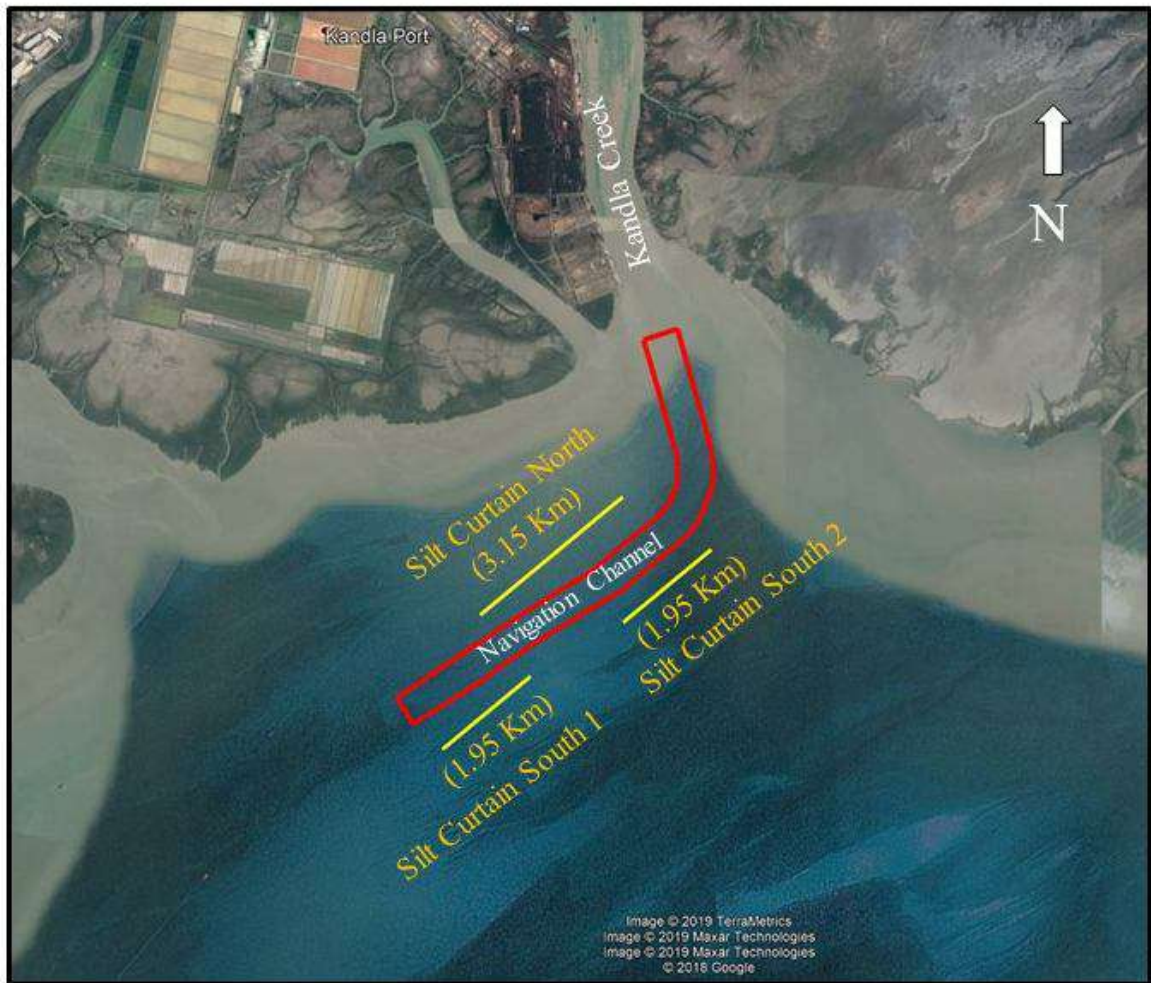 Kandla Port
Kandla Creek
N
Silt Curtain North
(3.15 Km)
Navigation Channel
(1.95 Km)
Silt Curtain South 2
(1.95 Km)
Silt Curtain South 1
Image © 2019 TerraMetrics
Image © 2019 Maxar Technologies
Image © 2019 Maxar Technologies
© 2018 Google